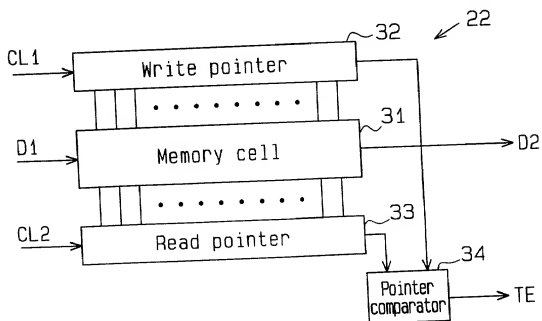 22
32
CL1
Write pointer
31
D1
Memory cell
D2
33
CL2
Read pointer
34
Pointer
comparator
TE